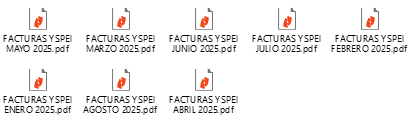 FACTURAS Y SPEI
MAYO 2025.pdf
FACTURAS Y SPEI
MARZO 2025.pdf
FACTURAS Y SPEI
JUNIO 2025.pdf
FACTURAS Y SPEI
JULIO 2025.pdf
FACTURAS Y SPEI
FEBRERO 2025.pdf
FACTURAS Y SPEI
ENERO 2025.pdf
FACTURAS Y SPEI
AGOSTO 2025.pdf
FACTURAS Y SPEI
ABRIL 2025.pdf